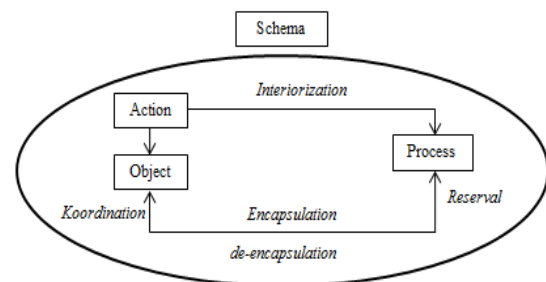 Schema
Interiorization
Action
Process
Object
Reserval
Koordination
Encapsulation
de-encapsulation